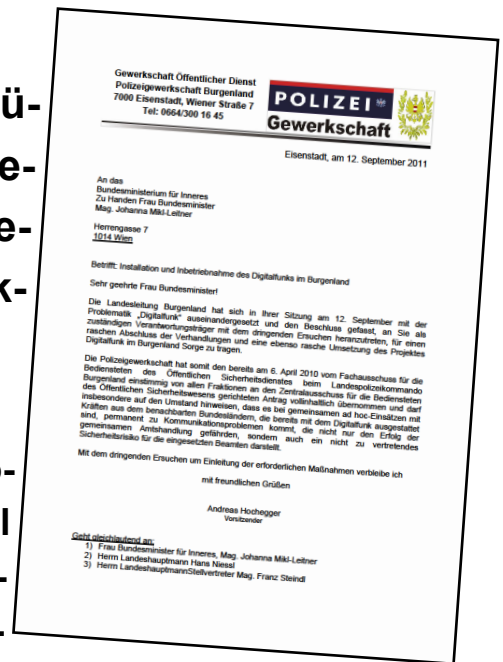 ü-
e-
e-
k-
-
l
-
.
Gewerkschaft Öffentlicher Dienst
Polizeigewerkschaft Burgenland
7000 Eisenstadt, Wiener Straße 7
Tel: 0664/300 16 45
POLIZEI
Gewerkschaft
Eisenstadt, am 12. September 2011
An das
Bundesministerium für Inneres
Zu Handen Frau Bundesminister
Mag. Johanna Mikl-Leitner
Herrengasse 7
1014 Wien
Betrifft: Installation und Inbetriebnahme des Digitalfunks im Burgenland
Sehr geehrte Frau Bundesminister!
Die Landesleitung Burgenland hat sich in Ihrer Sitzung am 12. September mit der
Problematik „Digitalfunk" auseinandergesetzt und den Beschluss gefasst, an Sie als
zuständigen Verantwortungsträger mit dem dringenden Ersuchen heranzutreten, für einen
raschen Abschluss der Verhandlungen und eine ebenso rasche Umsetzung des Projektes
Digitalfunk im Burgenland Sorge zu tragen.
Die Polizeigewerkschaft hat somit den bereits am 6. April 2010 vom Fachausschuss für die
Bediensteten des Öffentlichen Sicherheitsdienstes beim Landespolizeikommando
Burgenland einstimmig von allen Fraktionen an den Zentralausschuss für die Bediensteten
des Öffentlichen Sicherheitswesens gerichteten Antrag vollinhaltlich übernommen und darf
insbesondere auf den Umstand hinweisen, dass es bei gemeinsamen ad hoc-Einsätzen mit
Kräften aus den benachbarten Bundesländern, die bereits mit dem Digitalfunk ausgestattet
sind, permanent zu Kommunikationsproblemen kommt, die nicht nur den Erfolg der
gemeinsamen Amtshandlung gefährden, sondern auch ein nicht zu vertretendes
Sicherheitsrisiko für die eingesetzten Beamten darstellt.
Mit dem dringenden Ersuchen um Einleitung der erforderlichen Maßnahmen verbleibe ich
mit freundlichen Grüßen
Andreas Hochegger
Vorsitzender
Geht gleichlautend an:
1) Frau Bundesminister für Inneres, Mag. Johanna Mikl-Leitner
2) Herrn Landeshauptmann Hans Niessl
3) Herrn LandeshauptmannStellvertreter Mag. Franz Steindl